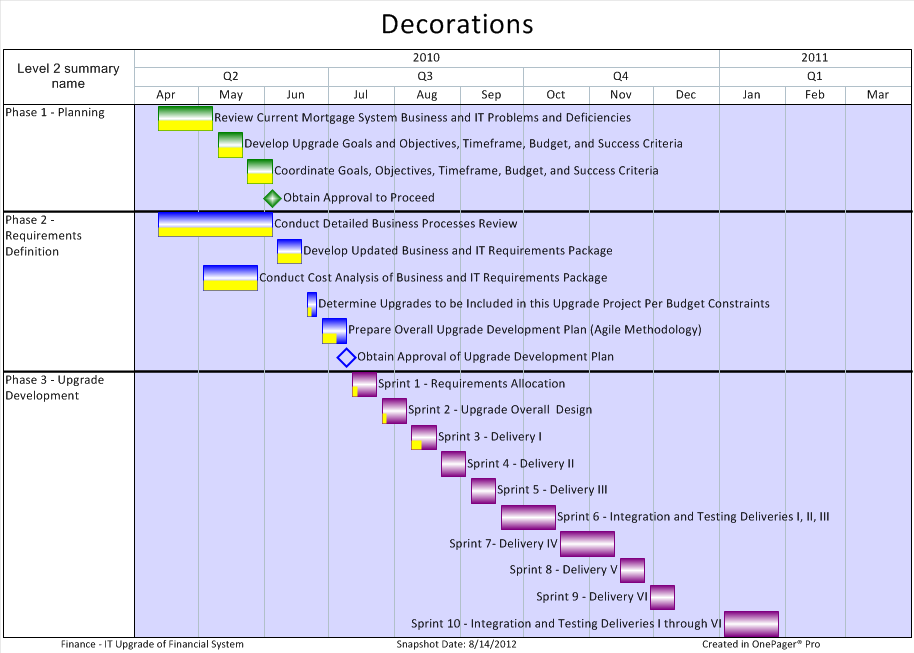 Decorations
Level 2 summary
name
2010
2011
Q2
Q3
Q4
Q1
Apr
May
Jun
Jul
Aug
Sep
Oct
Nov
Dec
Jan
Feb
Mar
Phase 1 - Planning
Review Current Mortgage System Business and IT Problems and Deficiencies
Develop Upgrade Goals and Objectives, Timeframe, Budget, and Success Criteria
Coordinate Goals, Objectives, Timeframe, Budget, and Success Criteria
Obtain Approval to Proceed
Phase 2 -
Requirements
Definition
Conduct Detailed Business Processes Review
Develop Updated Business and IT Requirements Package
Conduct Cost Analysis of Business and IT Requirements Package
Determine Upgrades to be Included in this Upgrade Project Per Budget Constraints
Prepare Overall Upgrade Development Plan (Agile Methodology)
Obtain Approval of Upgrade Development Plan
Phase 3 - Upgrade
Development
Sprint 1 - Requirements Allocation
Sprint 2 - Upgrade Overall  Design
Sprint 3 - Delivery I
Sprint 4 - Delivery II
Sprint 5 - Delivery III
Sprint 6 - Integration and Testing Deliveries I, II, III
Sprint 7- Delivery IV
Sprint 8 - Delivery V
Sprint 9 - Delivery VI
Sprint 10 - Integration and Testing Deliveries I through VI
Finance - IT Upgrade of Financial System
Snapshot Date: 8/14/2012
Created in OnePager® Pro